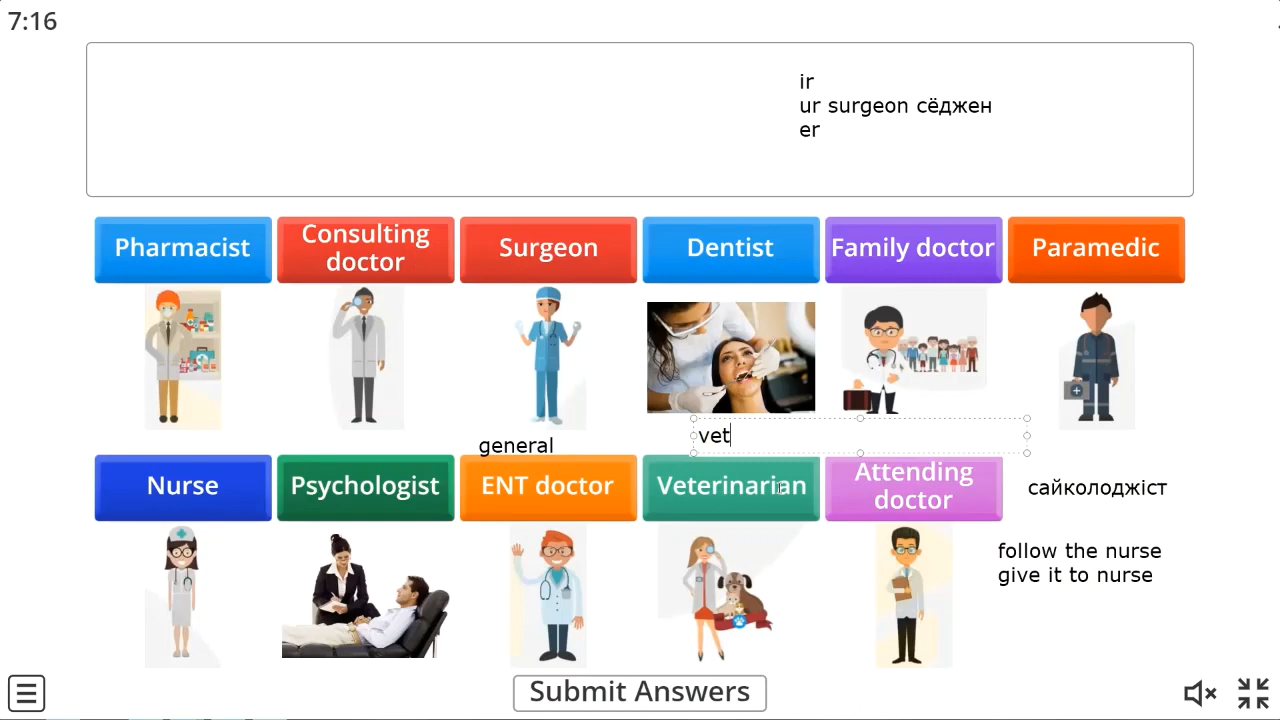 7:16
ir
ur surgeon сёджен
er
Pharmacist
Consulting
doctor
Surgeon
Dentist
Family doctor
Paramedic
general
vet
Nurse
Psychologist
ENT doctor
Veterinarian
Attending
doctor
сайколоджіст
follow the nurse
give it to nurse
Submit Answers